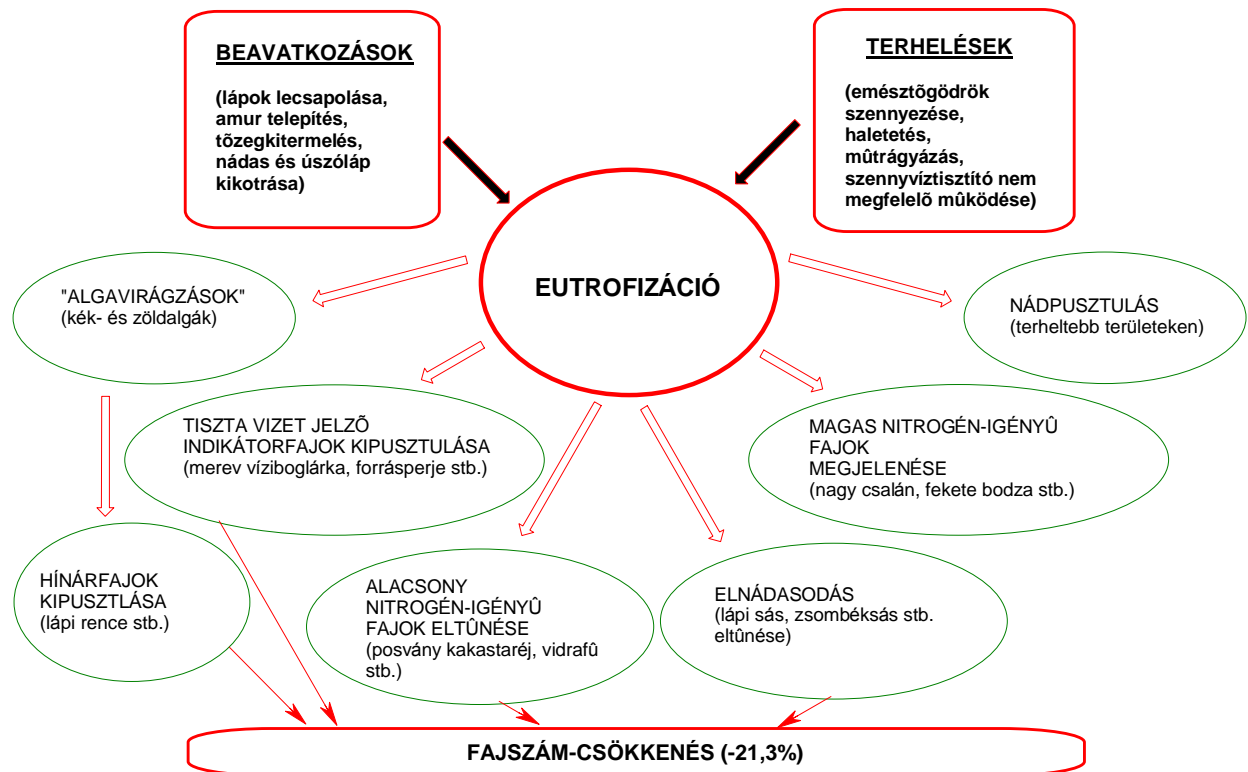 BEAVATKOZÁSOK
(lápok lecsapolása,
amur telepítés,
tõzegkitermelés,
nádas és úszóláp
kikotrása)
TERHELÉSEK
(emésztõgödrök
szennyezése,
haletetés,
mûtrágyázás,
szennyvíztisztító nem
megfelelõ mûködése)
EUTROFIZÁCIÓ
"ALGAVIRÁGZÁSOK"
(kék- és zöldalgák)
NÁDPUSZTULÁS
(terheltebb területeken)
TISZTA VIZET JELZÕ
INDIKÁTORFAJOK KIPUSZTULÁSA
(merev víziboglárka, forrásperje stb.)
MAGAS NITROGÉN-IGÉNYÛ
FAJOK
MEGJELENÉSE
(nagy csalán, fekete bodza stb.)
HÍNÁRFAJOK
KIPUSZTLÁSA
(lápi rence stb.)
ALACSONY
NITROGÉN-IGÉNYÛ
FAJOK ELTÛNÉSE
(posvány kakastaréj, vidrafû
stb.)
ELNÁDASODÁS
(lápi sás, zsombéksás stb.
eltûnése)
FAJSZÁM-CSÖKKENÉS (-21,3%)